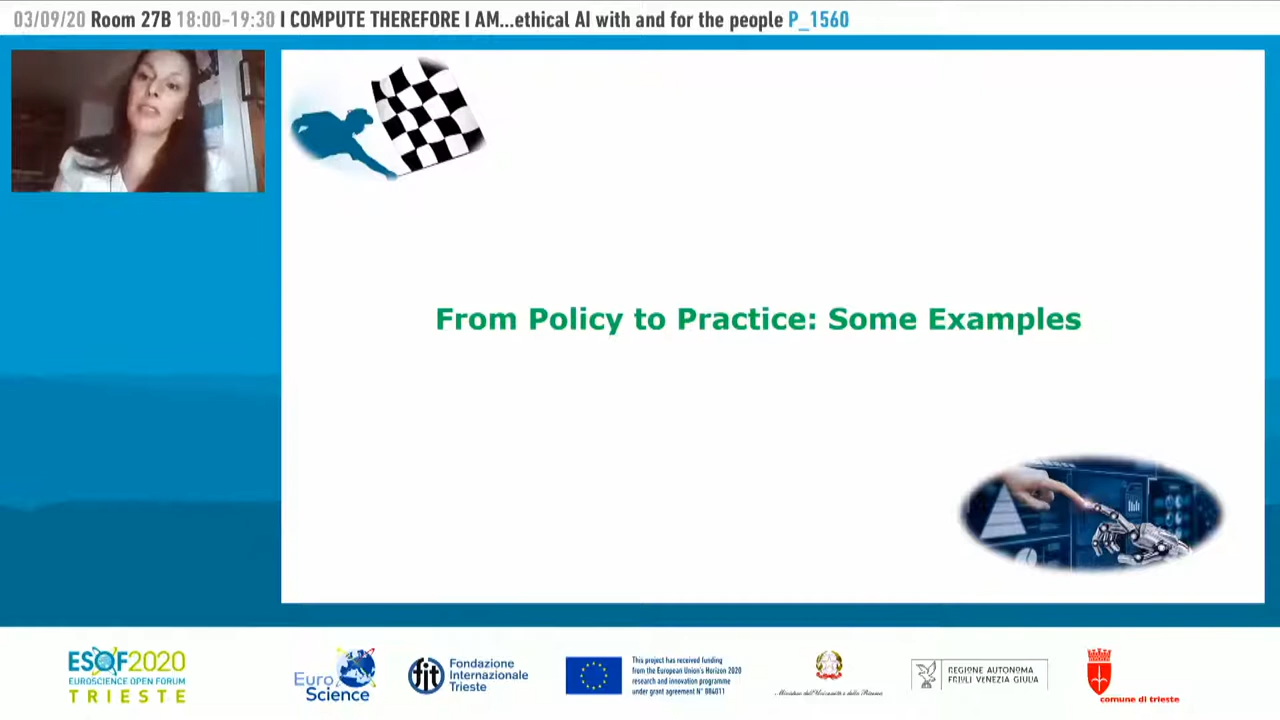 03/09/20 Room 27B 18:00-19:30 I COMPUTE THEREFORE I AM...ethical AI with and for the people P_1560
From Policy to Practice: Some Examples
ESOF2020
EUROSCIENCE OPEN FORUM
TRIESTE
Euro
Science
fit
Fondazione
Internazionale
Trieste
This project has received funding
from the European Union's Horizon 2020
research and innovation programme
under grant agreement N° 884011
Ministero dell'Università e della Ricerca
REGIONE AUTONOMA
FRIULI VENEZIA GIULIA
comune di trieste